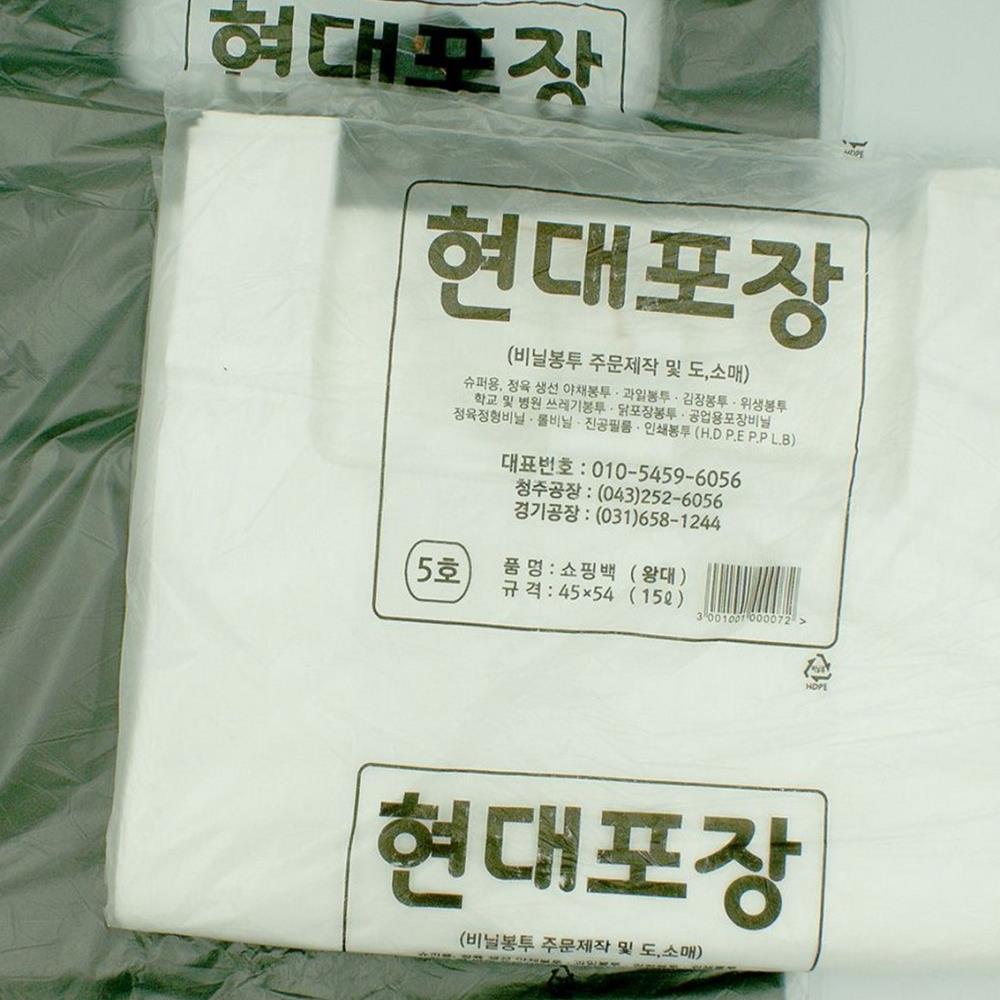 현대포장
HDPE
현대포장
(비닐봉투 주문제작 및 도,소매)
슈퍼용, 정육 생선 야채봉투 · 과일봉투 · 김장봉투 · 위생봉투
학교 및 병원 쓰레기봉투 · 닭포장봉투 · 공업용포장비닐
정육정형비닐 · 롤비닐 · 진공필름 · 인쇄봉투 (H.D P.E P.P L.B)
대표번호 : 010-5459-6056
청주공장 : (043)252-6056
경기공장 : (031)658-1244
5호
품 명 : 쇼핑백 ( 왕대 )
규 격 : 45×54 ( 15ℓ )
3 001001 000072 >
HDPE
현대포장
(비닐봉투 주문제작 및 도,소매)